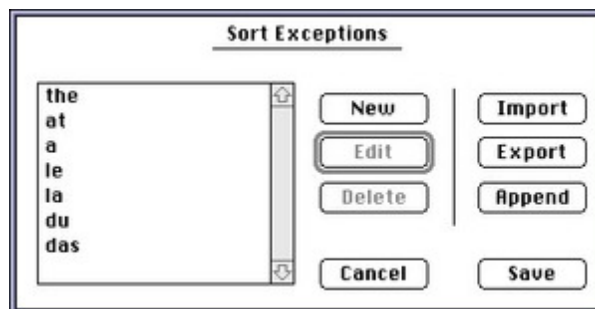 Sort Exceptions
the
at
a
le
la
du
das
New
Edit
Delete
Cancel
Import
Export
Append
Save